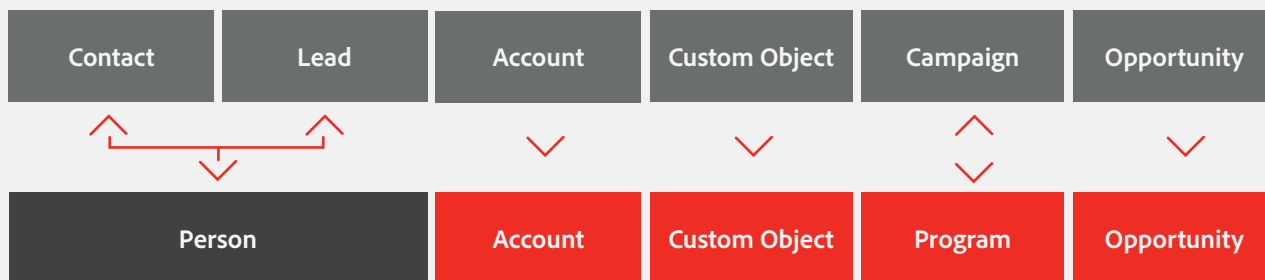 Contact
Lead
Account
Custom Object
Campaign
Opportunity
Person
Account
Custom Object
Program
Opportunity